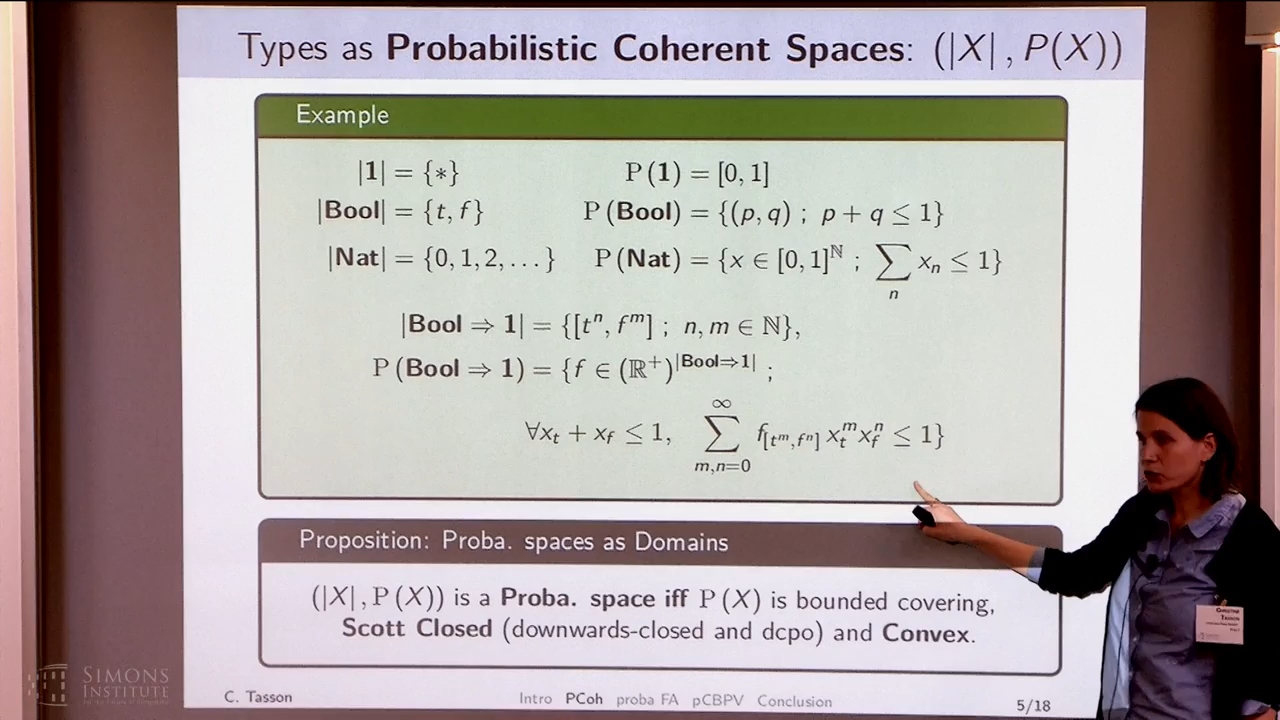 Types as Probabilistic Coherent Spaces: (|X|, P(X))
Example
|1| = {∗} P(1) = [0, 1]
|Bool| = {t, f} P(Bool) = {(p, q) ; p + q ≤ 1}
|Nat| = {0, 1, 2, ...} P(Nat) = {x ∈ [0, 1]^ℕ ; ∑_n x_n ≤ 1}
|Bool ⇒ 1| = {[t^n, f^m] ; n, m ∈ ℕ},
P(Bool ⇒ 1) = {f ∈ (ℝ^+)^|Bool⇒1| ;
∀x_t + x_f ≤ 1, ∑_{m,n=0}^∞ f_[t^m,f^n] x_t^m x_f^n ≤ 1}
Proposition: Proba. spaces as Domains
(|X|, P(X)) is a Proba. space iff P(X) is bounded covering,
Scott Closed (downwards-closed and dcpo) and Convex.
C. Tasson Intro PCoh proba FA pCBPV Conclusion 5/18
SIMONS
INSTITUTE
CHRISTINE
TASSON